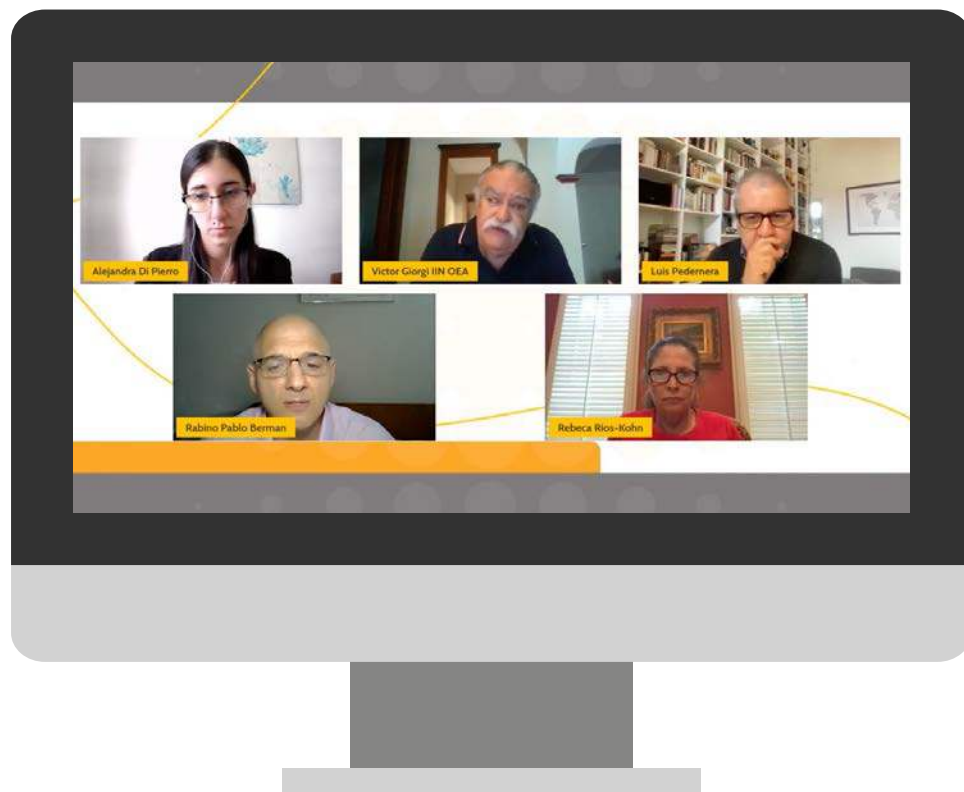 Alejandra Di Pierro
Victor Giorgi IIN OEA
Luis Pedernera
Rabino Pablo Berman
Rebeca Rios-Kohn